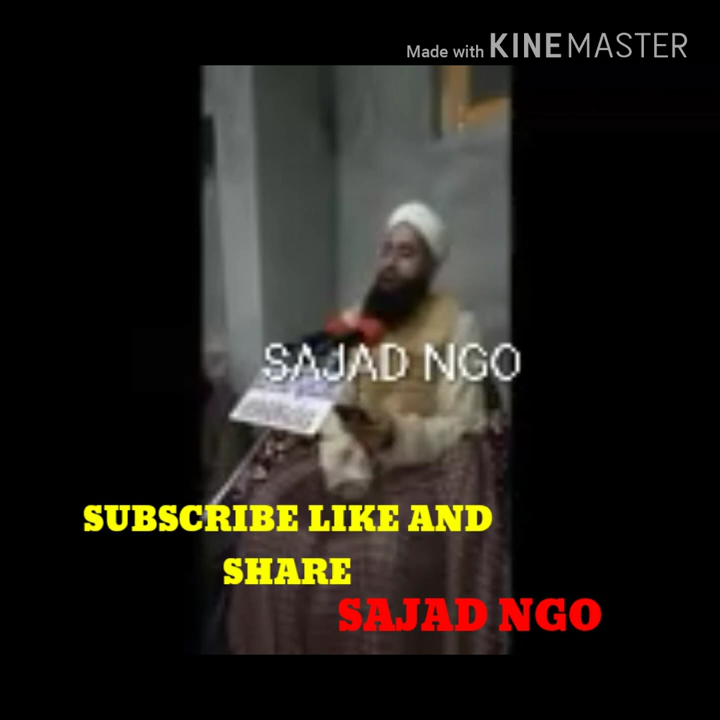 Made with KINEMASTER
SAJAD NGO
SUBSCRIBE LIKE AND
SHARE
SAJAD NGO